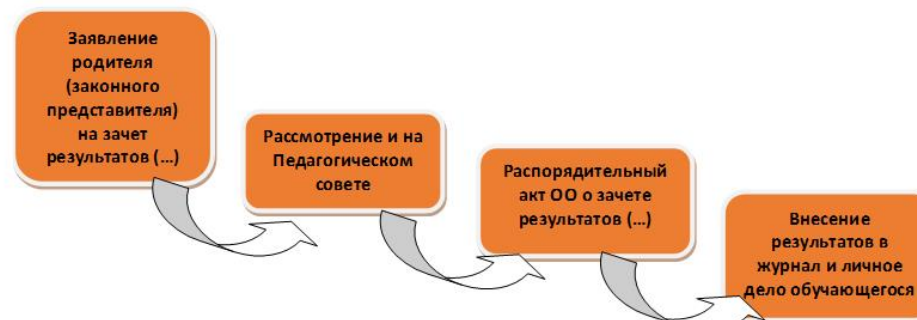 Заявление
родителя
(законного
представителя)
на зачет
результатов (...)
Рассмотрение и на
Педагогическом
совете
Распорядительный
акт ОО о зачете
результатов (...)
Внесение
результатов в
журнал и личное
дело обучающегося